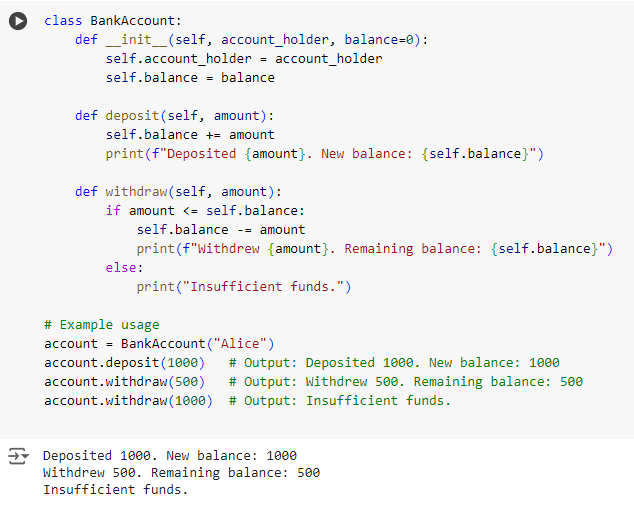 class BankAccount:
    def __init__(self, account_holder, balance=0):
        self.account_holder = account_holder
        self.balance = balance

    def deposit(self, amount):
        self.balance += amount
        print(f"Deposited {amount}. New balance: {self.balance}")

    def withdraw(self, amount):
        if amount <= self.balance:
            self.balance -= amount
            print(f"Withdrew {amount}. Remaining balance: {self.balance}")
        else:
            print("Insufficient funds.")

# Example usage
account = BankAccount("Alice")
account.deposit(1000)   # Output: Deposited 1000. New balance: 1000
account.withdraw(500)   # Output: Withdrew 500. Remaining balance: 500
account.withdraw(1000)  # Output: Insufficient funds.

Deposited 1000. New balance: 1000
Withdrew 500. Remaining balance: 500
Insufficient funds.